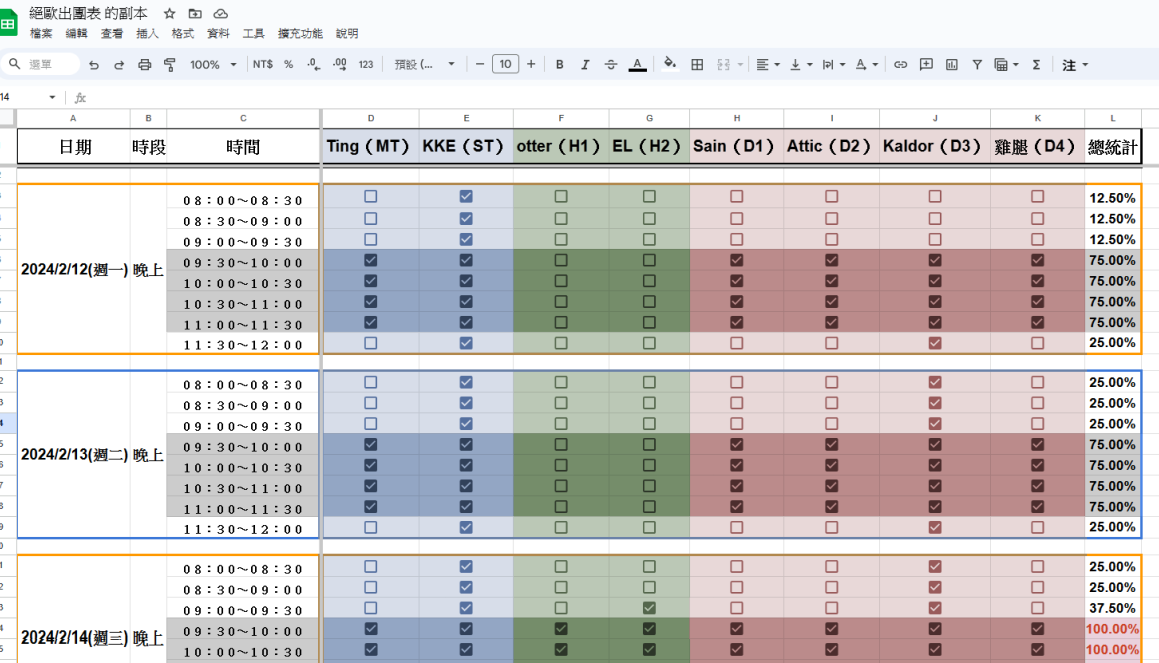 絕歐出團表 的副本
檔案 編輯 查看 插入 格式 資料 工具 擴充功能 說明
選單 100% NT$ % .0 .00 123 預設 (... − 10 + B I A Σ 注
14 fx
A B C D E F G H I J K L
日期 時段 時間 Ting（MT） KKE（ST） otter（H1） EL（H2） Sain（D1） Attic（D2） Kaldor（D3） 雞腿（D4） 總統計
08：00～08：30 12.50%
08：30～09：00 12.50%
09：00～09：30 12.50%
2024/2/12(週一) 晚上
09：30～10：00 75.00%
10：00～10：30 75.00%
10：30～11：00 75.00%
11：00～11：30 75.00%
11：30～12：00 25.00%
08：00～08：30 25.00%
08：30～09：00 25.00%
09：00～09：30 25.00%
2024/2/13(週二) 晚上
09：30～10：00 75.00%
10：00～10：30 75.00%
10：30～11：00 75.00%
11：00～11：30 75.00%
11：30～12：00 25.00%
08：00～08：30 25.00%
08：30～09：00 25.00%
09：00～09：30 37.50%
2024/2/14(週三) 晚上
09：30～10：00 100.00%
10：00～10：30 100.00%